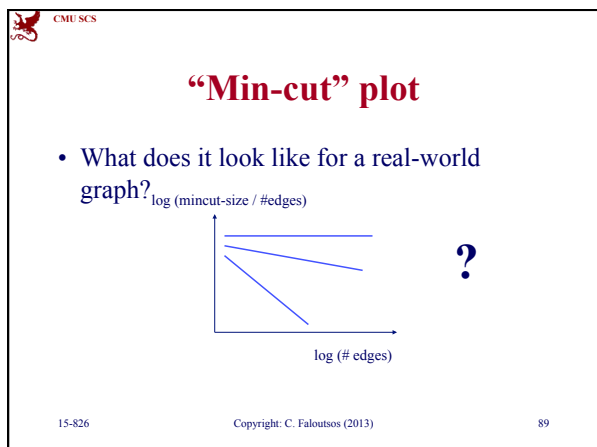 CMU SCS
“Min-cut” plot
• What does it look like for a real-world
graph?
log (mincut-size / #edges)
?
log (# edges)
15-826
Copyright: C. Faloutsos (2013)
89